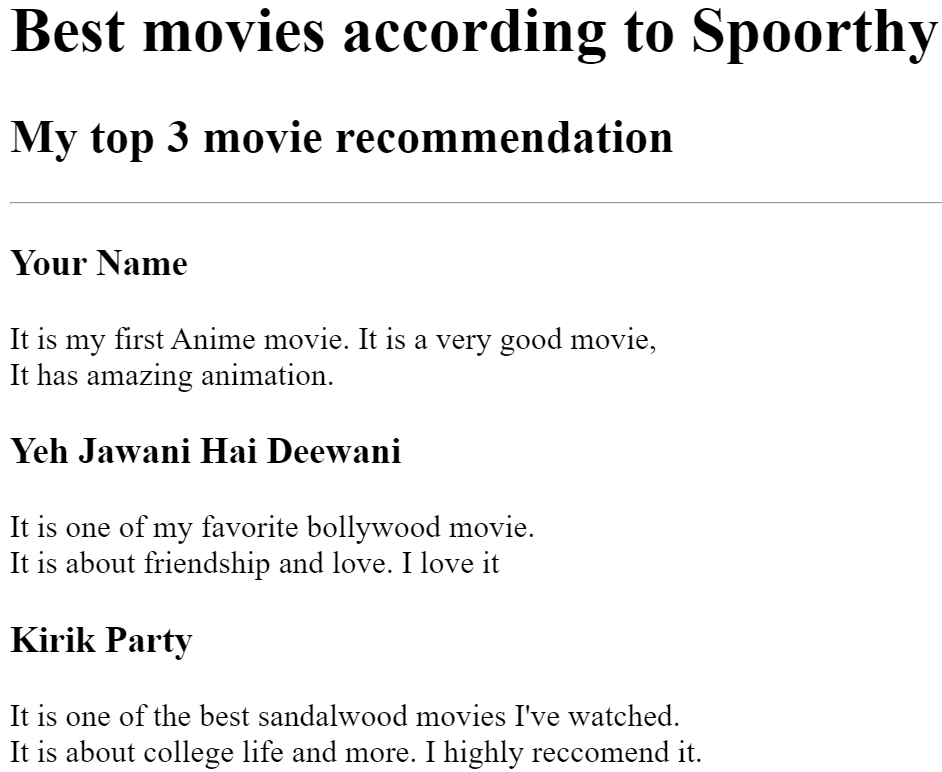 Best movies according to Spoorthy
My top 3 movie recommendation
Your Name
It is my first Anime movie. It is a very good movie,
It has amazing animation.
Yeh Jawani Hai Deewani
It is one of my favorite bollywood movie.
It is about friendship and love. I love it
Kirik Party
It is one of the best sandalwood movies I've watched.
It is about college life and more. I highly reccomend it.